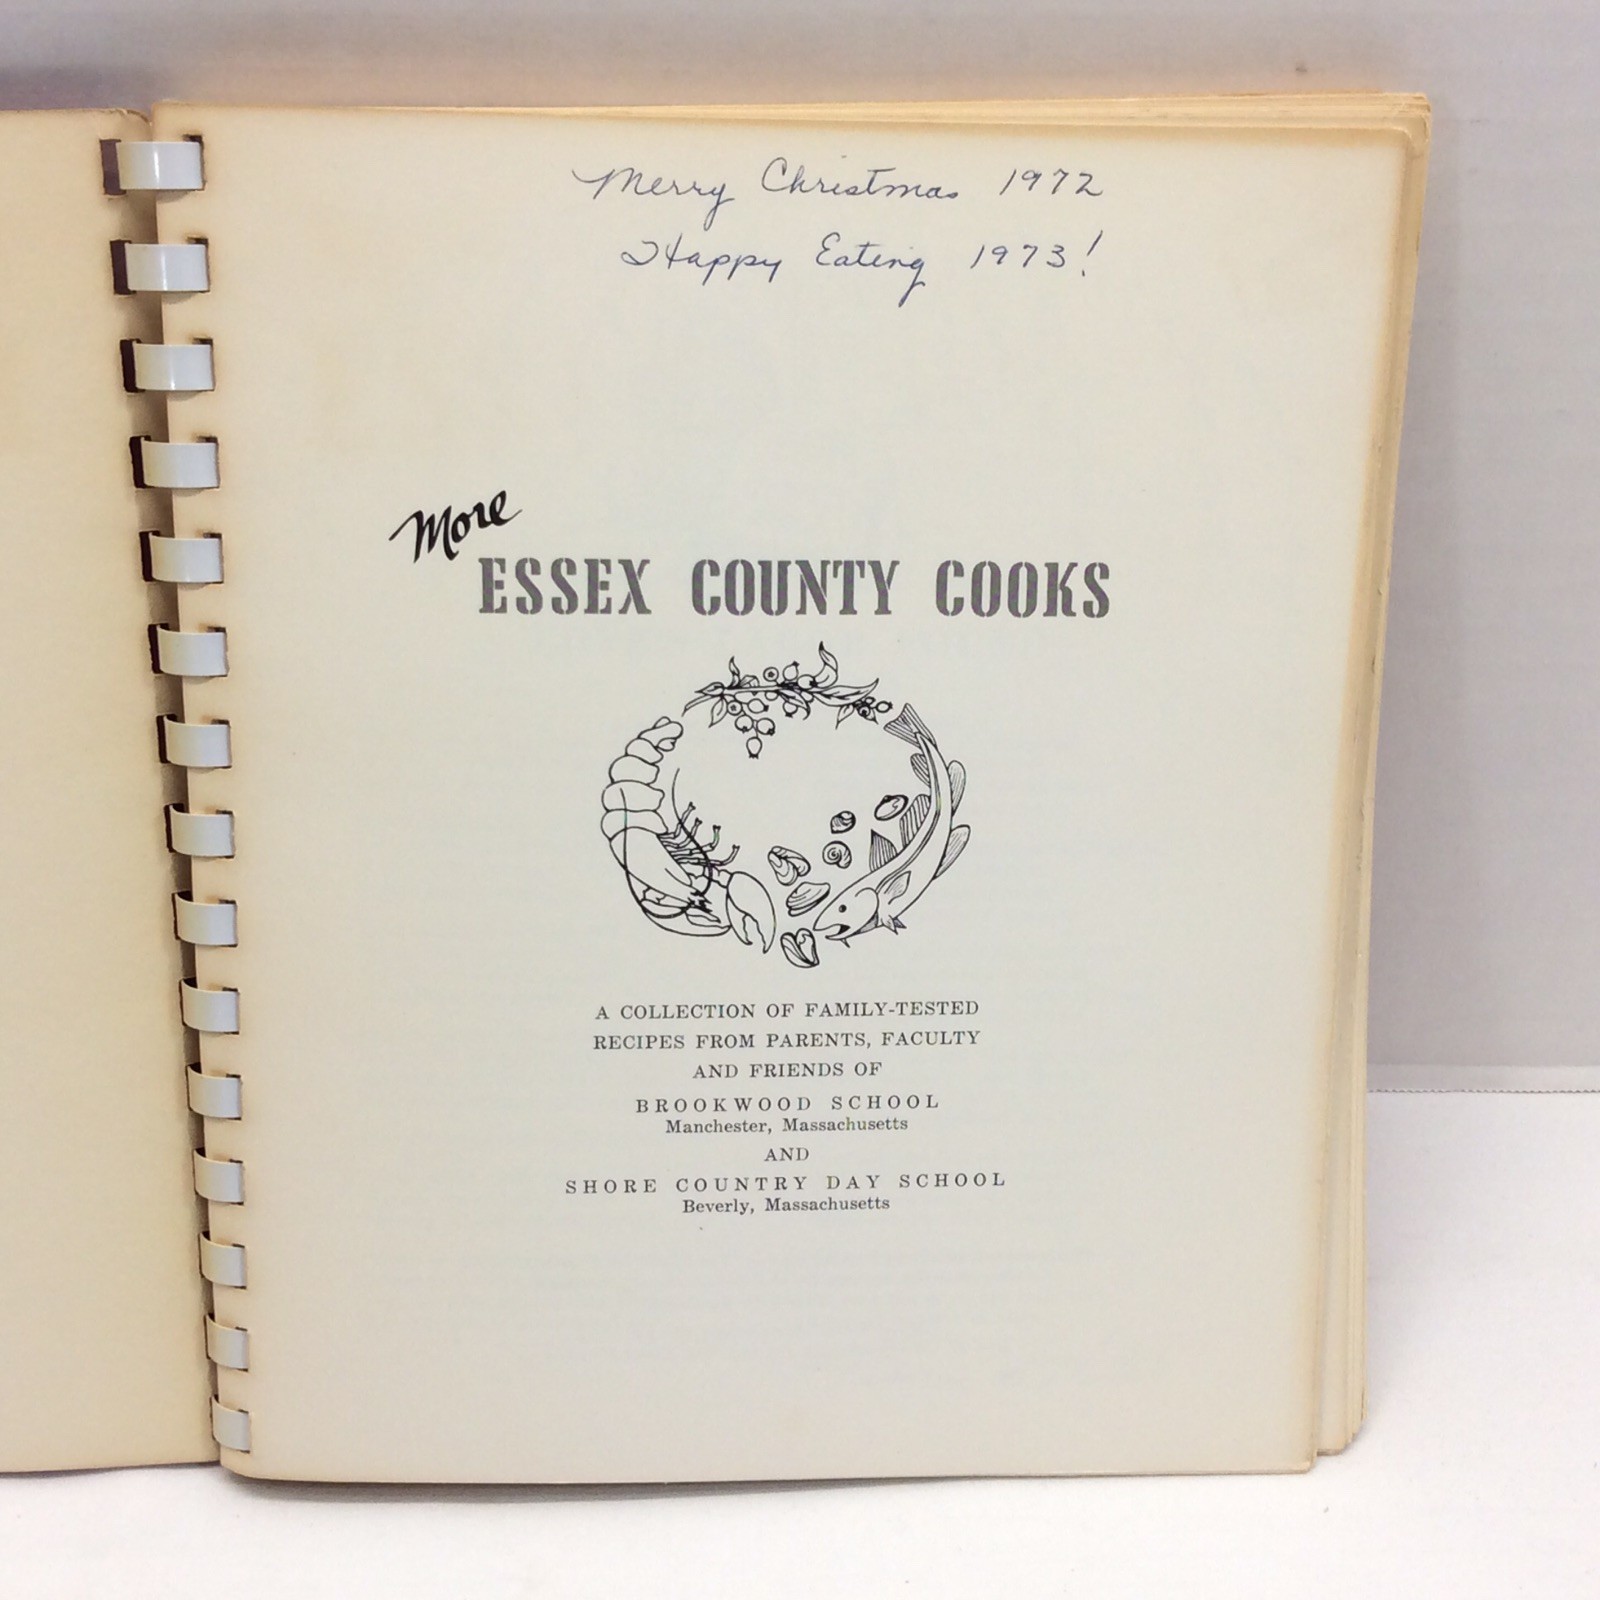 Merry Christmas 1972
Happy Eating 1973!
More
ESSEX COUNTY COOKS
A COLLECTION OF FAMILY-TESTED
RECIPES FROM PARENTS, FACULTY
AND FRIENDS OF
BROOKWOOD SCHOOL
Manchester, Massachusetts
AND
SHORE COUNTRY DAY SCHOOL
Beverly, Massachusetts